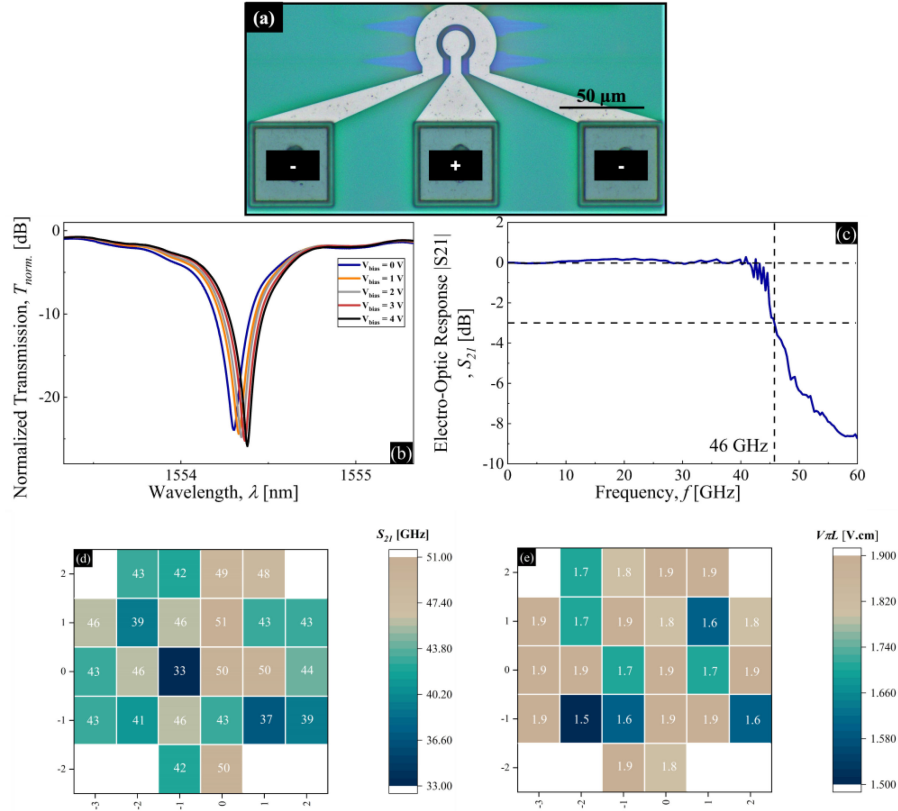 (a)
50 µm
-
+
-
Normalized Transmission, Tnorm. [dB]
0
-10
-20
Vbias = 0 V
Vbias = 1 V
Vbias = 2 V
Vbias = 3 V
Vbias = 4 V
(b)
1554
1555
Wavelength, λ [nm]
(c)
Electro-Optic Response |S21|
, S21 [dB]
0
-2
-4
-6
-8
-10
46 GHz
0 10 20 30 40 50 60
Frequency, f [GHz]
(d)
S21 [GHz]
2 43 42 49 48
1 46 39 46 51 43 43
0 43 46 33 50 50 44
-1 43 41 46 43 37 39
-2 42 50
-3 -2 -1 0 1 2
51.00
47.40
43.80
40.20
36.60
33.00
(e)
VπL [V.cm]
2 1.7 1.8 1.9 1.9
1 1.9 1.7 1.9 1.8 1.6 1.8
0 1.9 1.9 1.7 1.9 1.7 1.9
-1 1.9 1.5 1.6 1.9 1.9 1.6
-2 1.9 1.8
-3 -2 -1 0 1 2
1.900
1.820
1.740
1.660
1.580
1.500